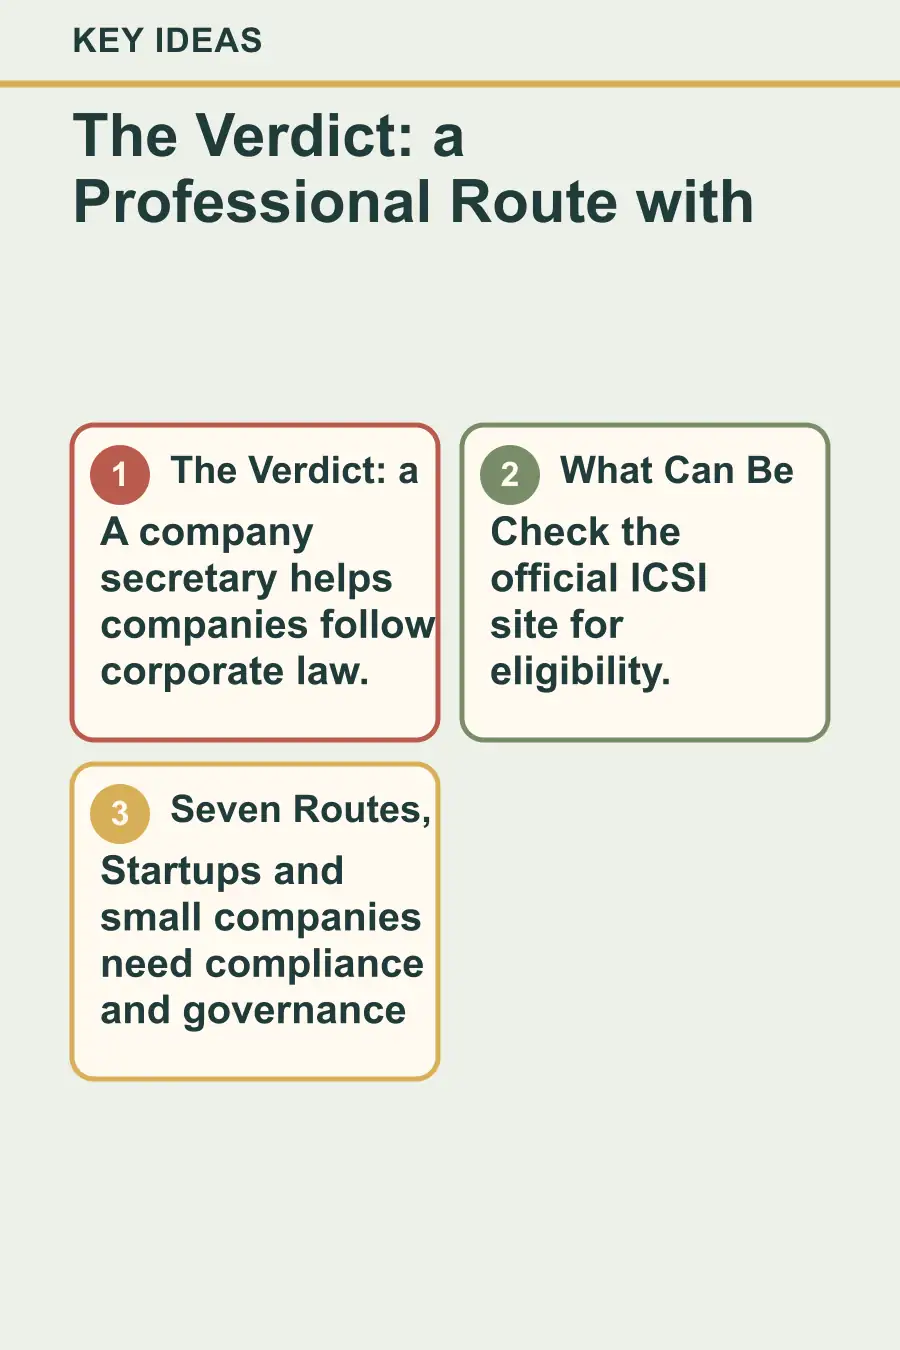 KEY IDEAS
The Verdict: a
Professional Route with
1 The Verdict: a
A company
secretary helps
companies follow
corporate law.
2 What Can Be
Check the
official ICSI
site for
eligibility.
3 Seven Routes,
Startups and
small companies
need compliance
and governance